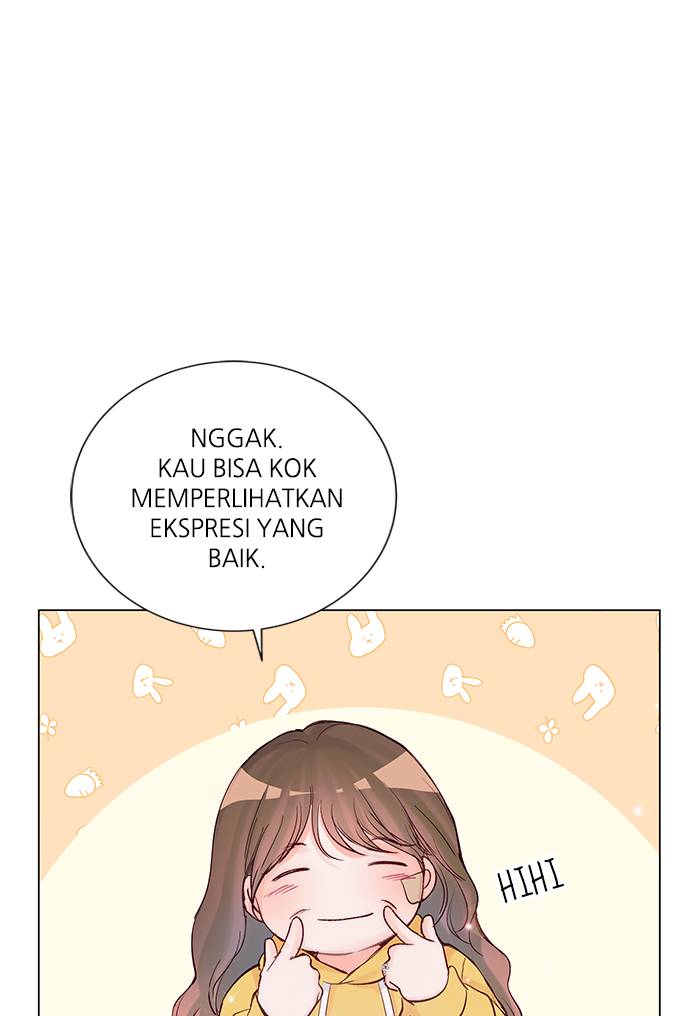 NGGAK.
KAU BISA KOK
MEMPERLIHATKAN
EKSPRESI YANG
BAIK.
HIHI